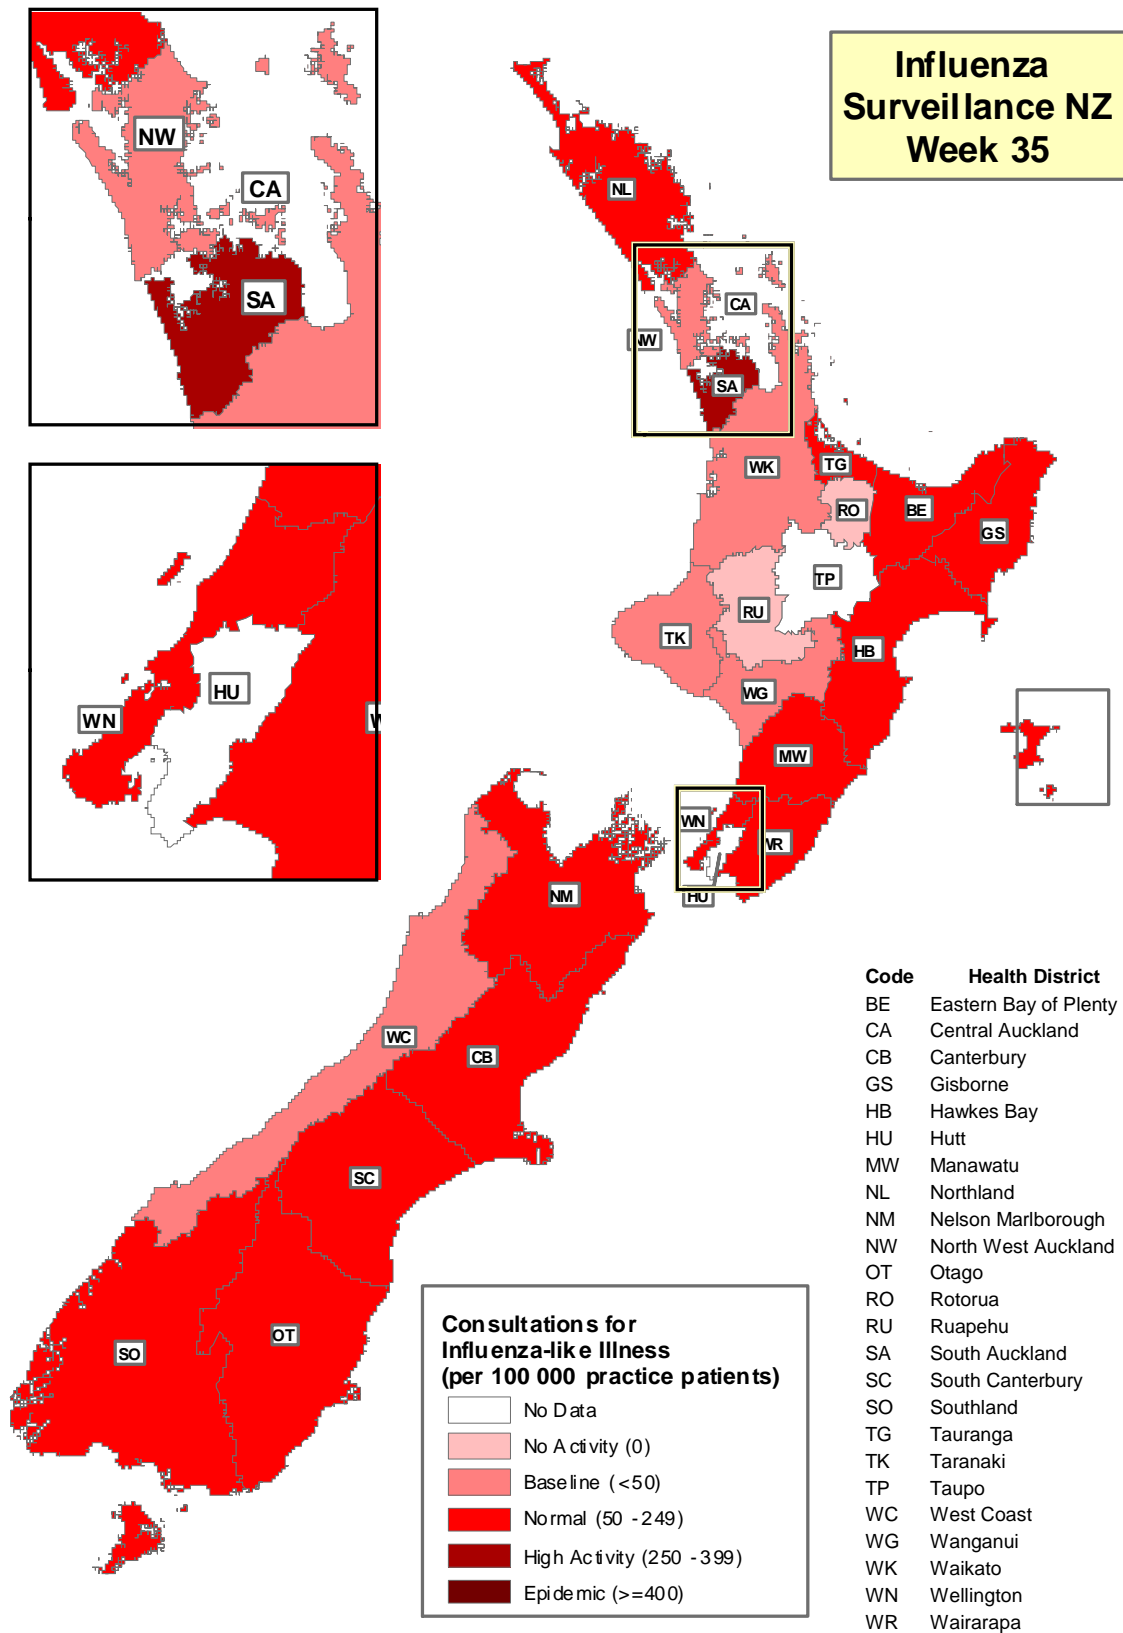 Influenza
Surveillance NZ
Week 35
NW
CA
SA
NL
CA
NW
SA
WK
TG
RO
BE
GS
TP
RU
TK
HB
WG
MW
HU
WN
W
WN
WR
HU
NM
WC
CB
SC
OT
SO
Code Health District
BE Eastern Bay of Plenty
CA Central Auckland
CB Canterbury
GS Gisborne
HB Hawkes Bay
HU Hutt
MW Manawatu
NL Northland
NM Nelson Marlborough
NW North West Auckland
OT Otago
RO Rotorua
RU Ruapehu
SA South Auckland
SC South Canterbury
SO Southland
TG Tauranga
TK Taranaki
TP Taupo
WC West Coast
WG Wanganui
WK Waikato
WN Wellington
WR Wairarapa
Consultations for
Influenza-like Illness
(per 100 000 practice patients)
No Data
No Activity (0)
Baseline (<50)
Normal (50 - 249)
High Activity (250 - 399)
Epidemic (>=400)